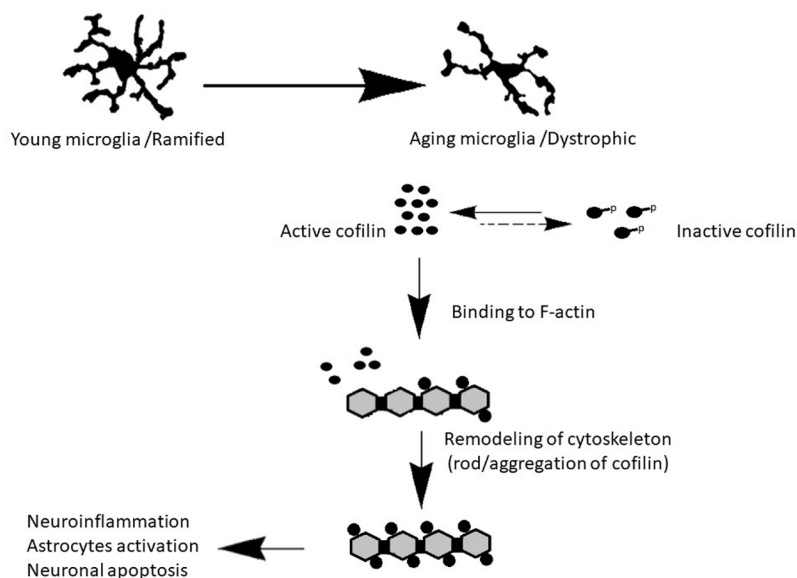 Young microglia /Ramified
Aging microglia /Dystrophic
Active cofilin
p
p
p
Inactive cofilin
Binding to F-actin
Remodeling of cytoskeleton
(rod/aggregation of cofilin)
Neuroinflammation
Astrocytes activation
Neuronal apoptosis